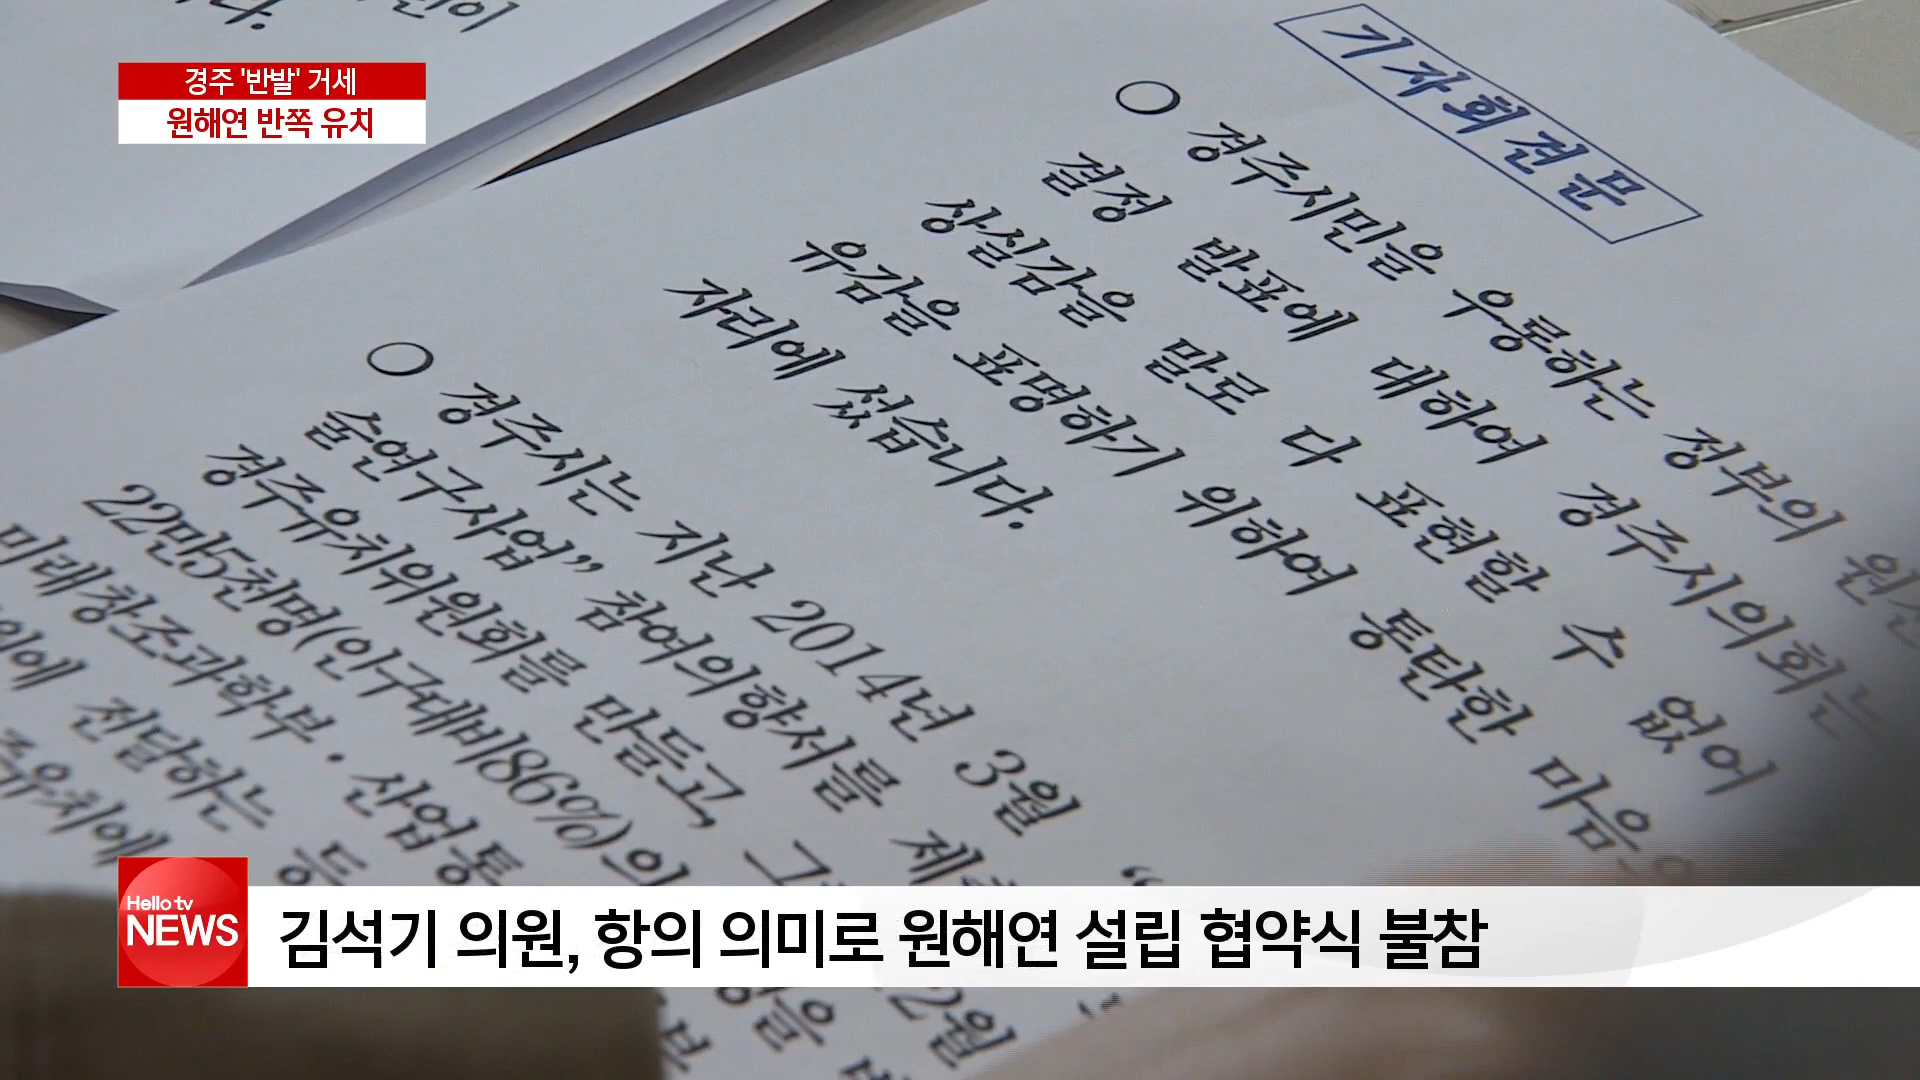 경주 '반발' 거세
원해연 반쪽 유치
기자회견문
○ 경주시민을 우롱하는 정부의
결정 발표에 대하여 경주시의회는
상실감을 말로 다 표현할 수 없어
유감을 표명하기 위하여 통탄한 마음
자리에 섰습니다.
○ 경주시는 지난 2014년 3월 “
술연구사업” 참여의향서를
경주유치위원회를 만들고,
22만5천명(인구대비86%)의
미래창조과학부·산업통
전달하는 등
Hello tv
NEWS
김석기 의원, 항의 의미로 원해연 설립 협약식 불참
2월